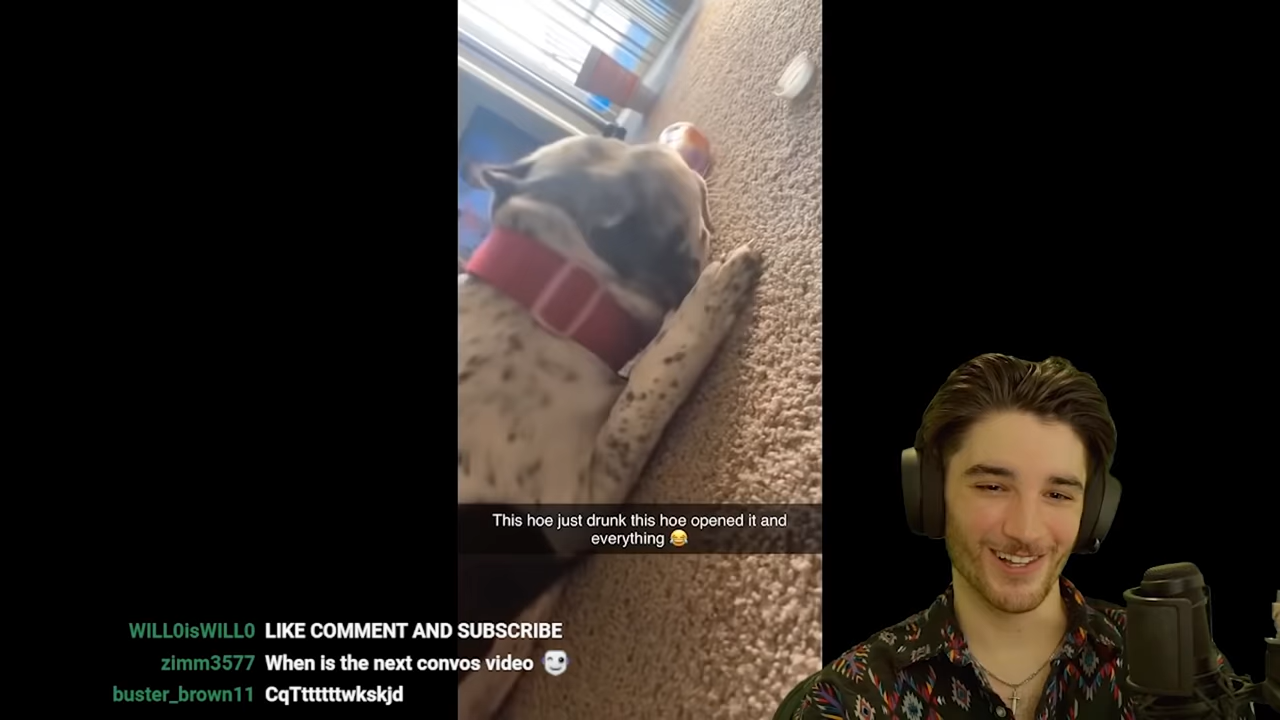 This hoe just drunk this hoe opened it and
everything 😂
WILL0isWILL0 LIKE COMMENT AND SUBSCRIBE
zimm3577 When is the next convos video
buster_brown11 CqTttttttwkskjd